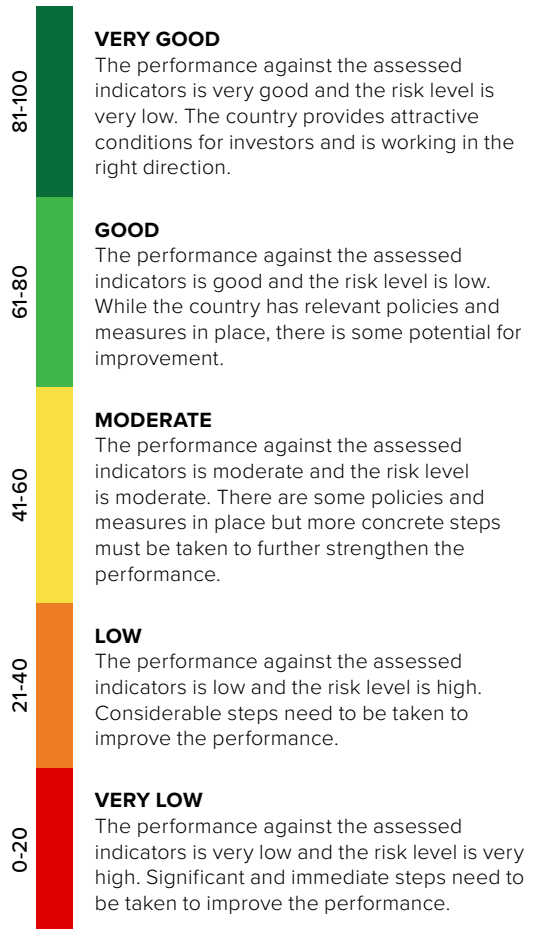 81-100
VERY GOOD
The performance against the assessed
indicators is very good and the risk level is
very low. The country provides attractive
conditions for investors and is working in the
right direction.
61-80
GOOD
The performance against the assessed
indicators is good and the risk level is low.
While the country has relevant policies and
measures in place, there is some potential for
improvement.
41-60
MODERATE
The performance against the assessed
indicators is moderate and the risk level
is moderate. There are some policies and
measures in place but more concrete steps
must be taken to further strengthen the
performance.
21-40
LOW
The performance against the assessed
indicators is low and the risk level is high.
Considerable steps need to be taken to
improve the performance.
0-20
VERY LOW
The performance against the assessed
indicators is very low and the risk level is very
high. Significant and immediate steps need to
be taken to improve the performance.